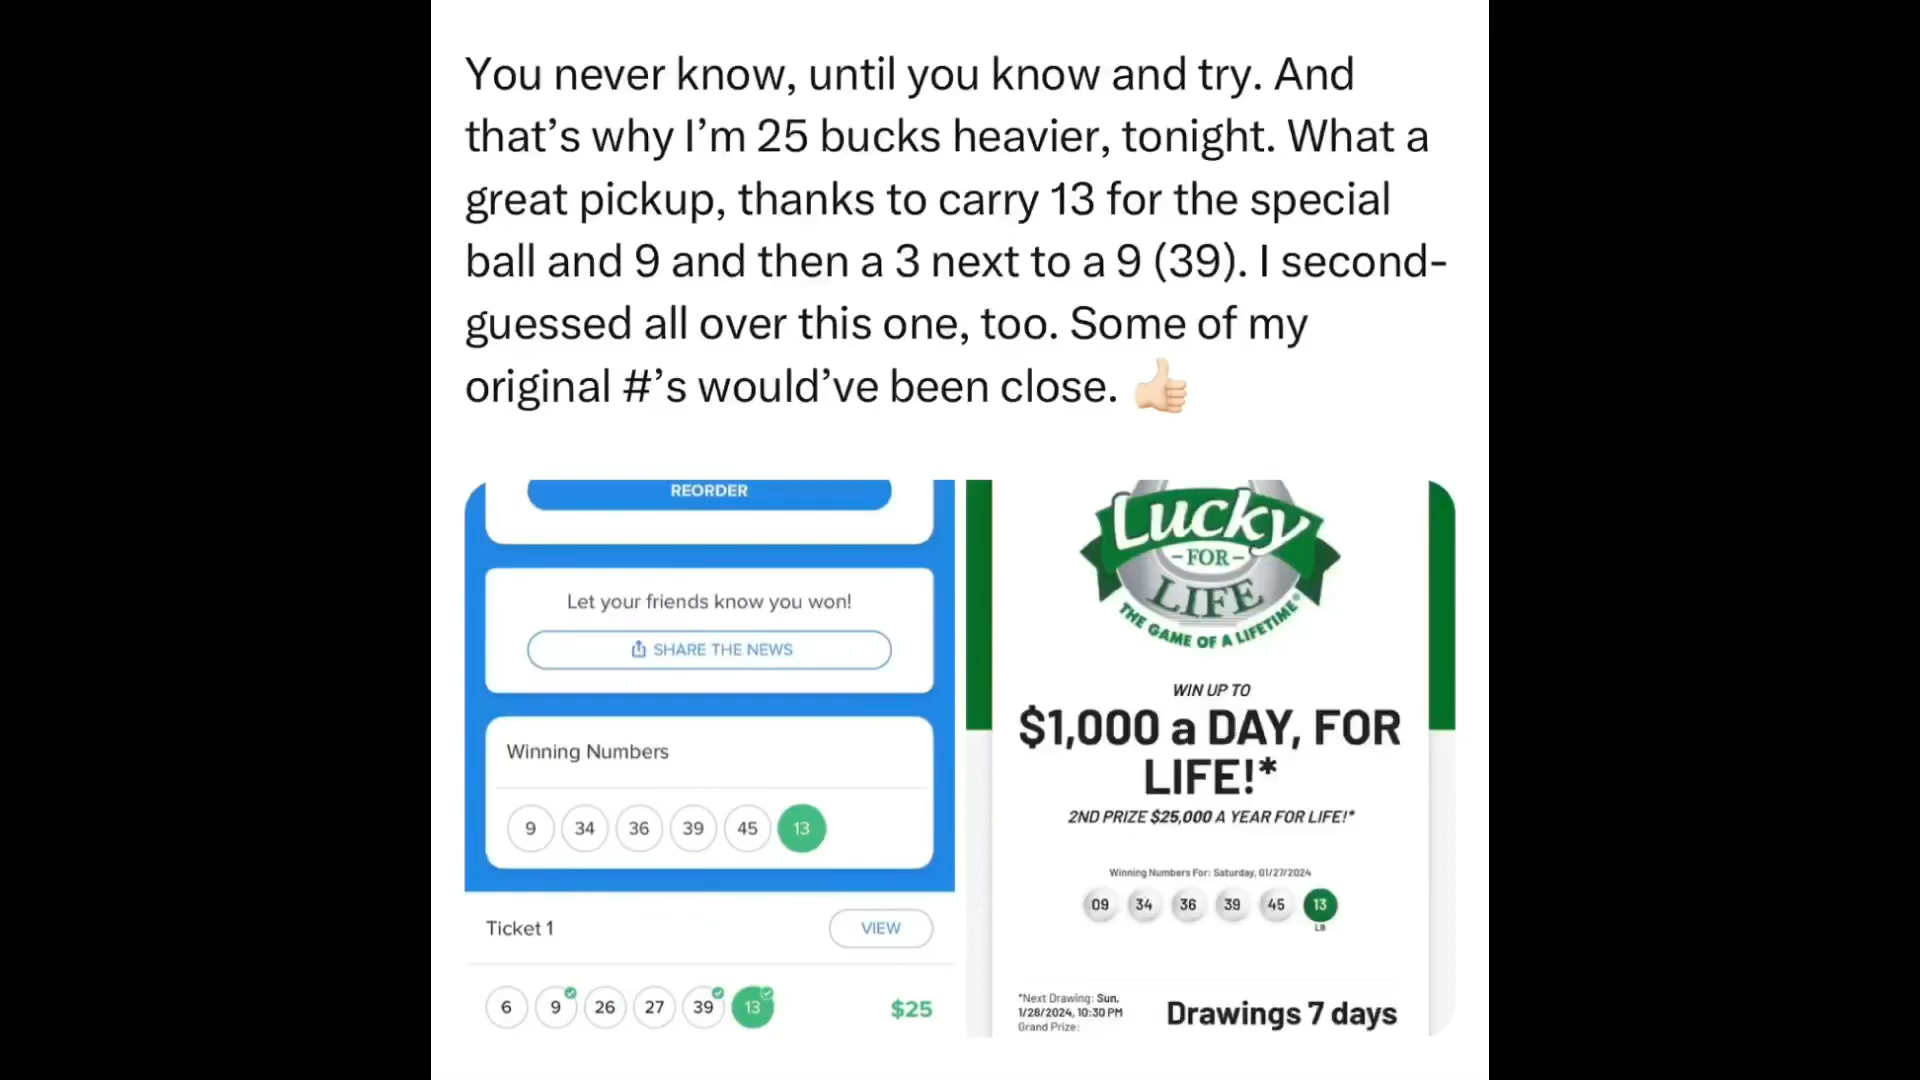 You never know, until you know and try. And
that’s why I’m 25 bucks heavier, tonight. What a
great pickup, thanks to carry 13 for the special
ball and 9 and then a 3 next to a 9 (39). I second-
guessed all over this one, too. Some of my
original #’s would’ve been close. 👍🏻
REORDER
Let your friends know you won!
SHARE THE NEWS
Winning Numbers
9 34 36 39 45 13
Ticket 1 VIEW
6 9 26 27 39 13 $25
Lucky
-FOR-
LIFE
THE GAME OF A LIFETIME®
WIN UP TO
$1,000 a DAY, FOR
LIFE!*
2ND PRIZE $25,000 A YEAR FOR LIFE!*
Winning Numbers For: Saturday, 01/27/2024
09 34 36 39 45 13
LB
*Next Drawing: Sun,
1/28/2024, 10:30 PM
Grand Prize:
Drawings 7 days